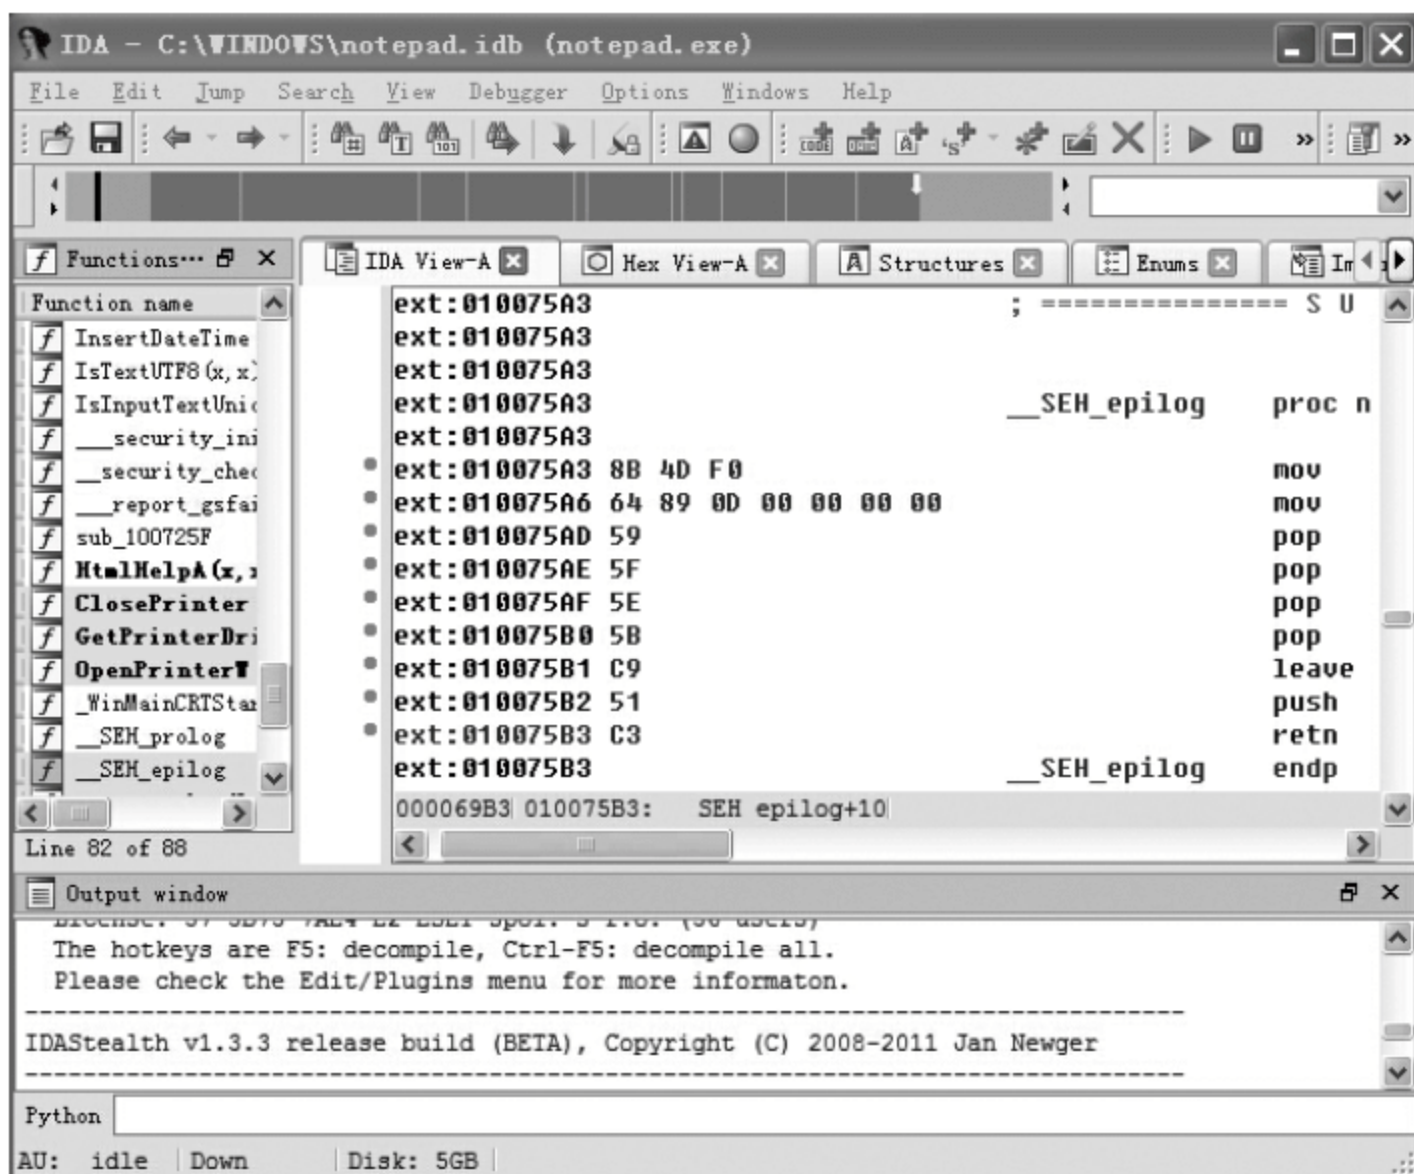 IDA - C:\WINDOWS\notepad.idb (notepad.exe)
File Edit Jump Search View Debugger Options Windows Help
Functions··· IDA View-A Hex View-A Structures Enums
Function name
InsertDateTime
IsTextUTF8(x,x)
IsInputTextUnic
___security_ini
__security_chec
___report_gsfai
sub_100725F
HtmlHelpA(x,
ClosePrinter
GetPrinterDri
OpenPrinterW
_WinMainCRTStar
__SEH_prolog
__SEH_epilog
Line 82 of 88
ext:010075A3 ; =============== S U
ext:010075A3
ext:010075A3
ext:010075A3 __SEH_epilog proc n
ext:010075A3
ext:010075A3 8B 4D F0 mov
ext:010075A6 64 89 0D 00 00 00 00 mov
ext:010075AD 59 pop
ext:010075AE 5F pop
ext:010075AF 5E pop
ext:010075B0 5B pop
ext:010075B1 C9 leave
ext:010075B2 51 push
ext:010075B3 C3 retn
ext:010075B3 __SEH_epilog endp
000069B3 010075B3: SEH epilog+10
Output window
The hotkeys are F5: decompile, Ctrl-F5: decompile all.
Please check the Edit/Plugins menu for more informaton.
IDAStealth v1.3.3 release build (BETA), Copyright (C) 2008-2011 Jan Newger
Python
AU: idle Down Disk: 5GB